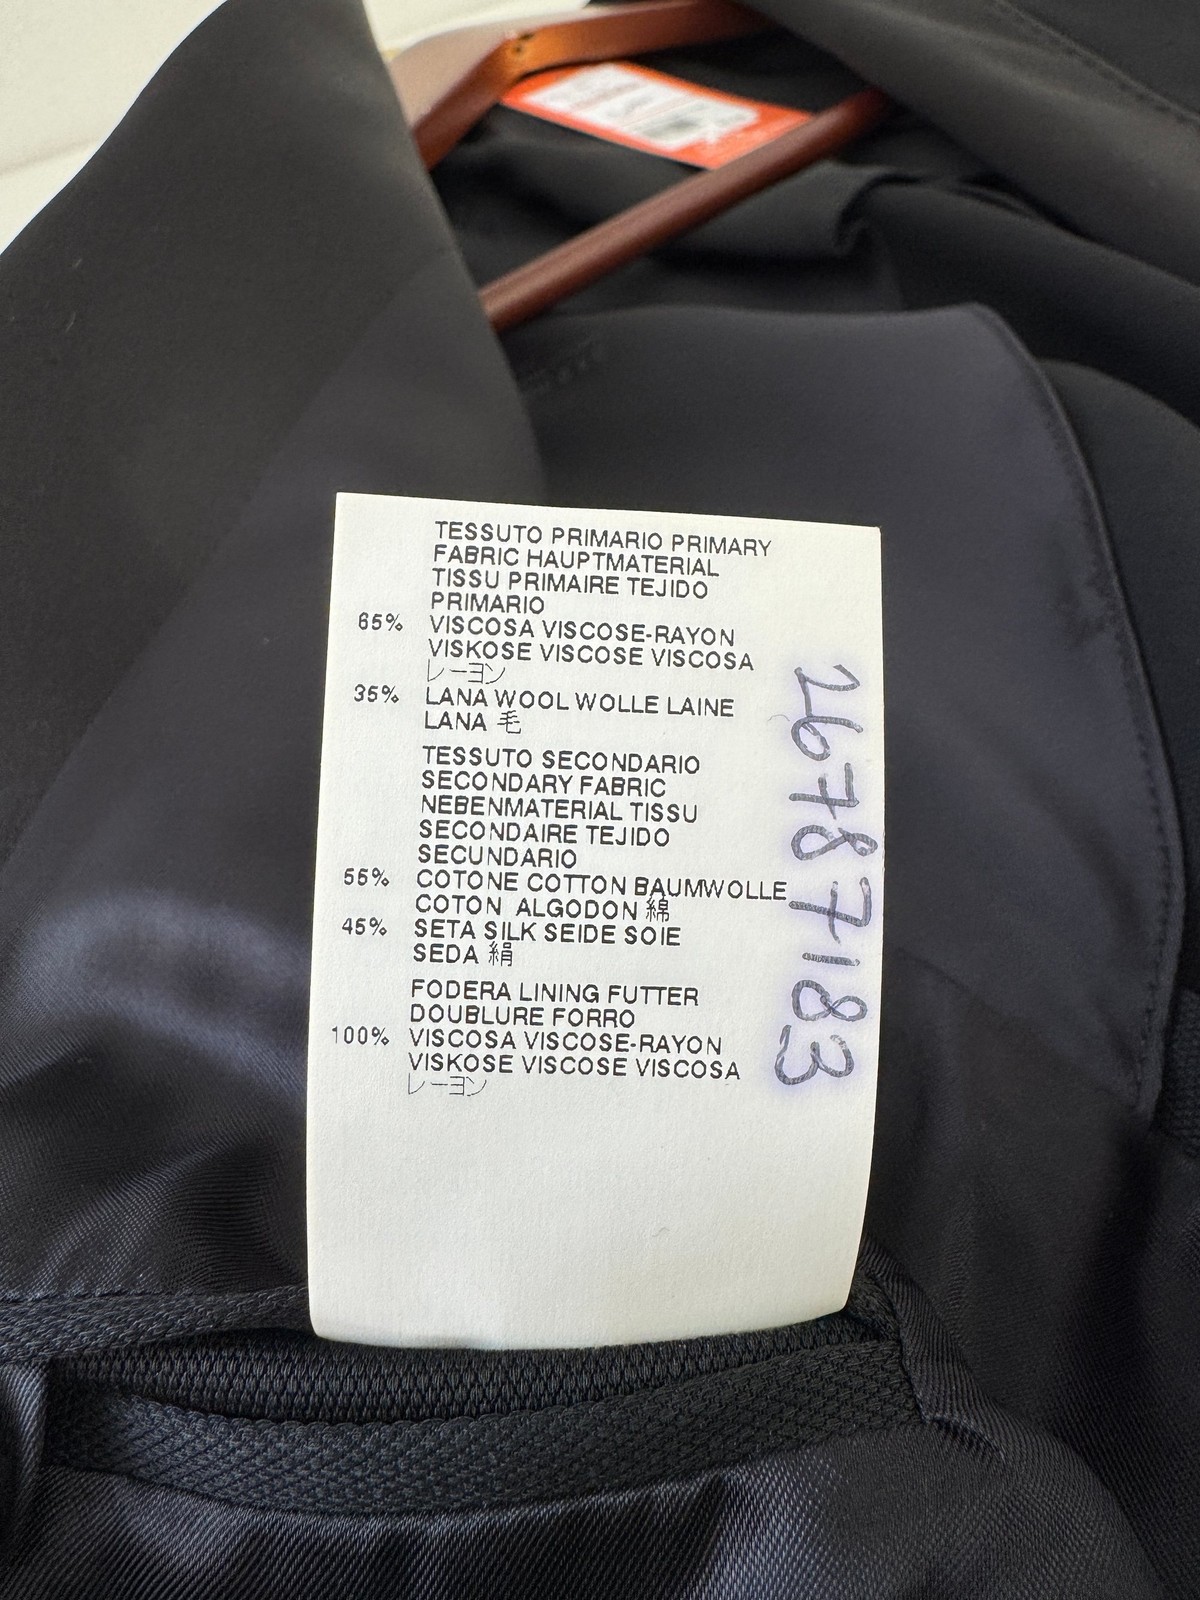 TESSUTO PRIMARIO PRIMARY
FABRIC HAUPTMATERIAL
TISSU PRIMAIRE TEJIDO
PRIMARIO
65% VISCOSA VISCOSE-RAYON
VISKOSE VISCOSE VISCOSA
レーヨン
35% LANA WOOL WOLLE LAINE
LANA 毛
TESSUTO SECONDARIO
SECONDARY FABRIC
NEBENMATERIAL TISSU
SECONDAIRE TEJIDO
SECUNDARIO
55% COTONE COTTON BAUMWOLLE
COTON ALGODON 綿
45% SETA SILK SEIDE SOIE
SEDA 絹
FODERA LINING FUTTER
DOUBLURE FORRO
100% VISCOSA VISCOSE-RAYON
VISKOSE VISCOSE VISCOSA
レーヨン
26787183